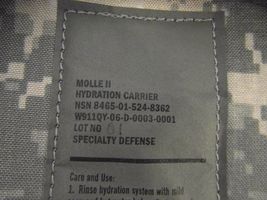 MOLLE II
HYDRATION CARRIER
NSN 8465-01-524-8362
W911QY-06-D-0003-0001
LOT NO 61
SPECIALTY DEFENSE
Care and Use:
1. Rinse hydration system with mild